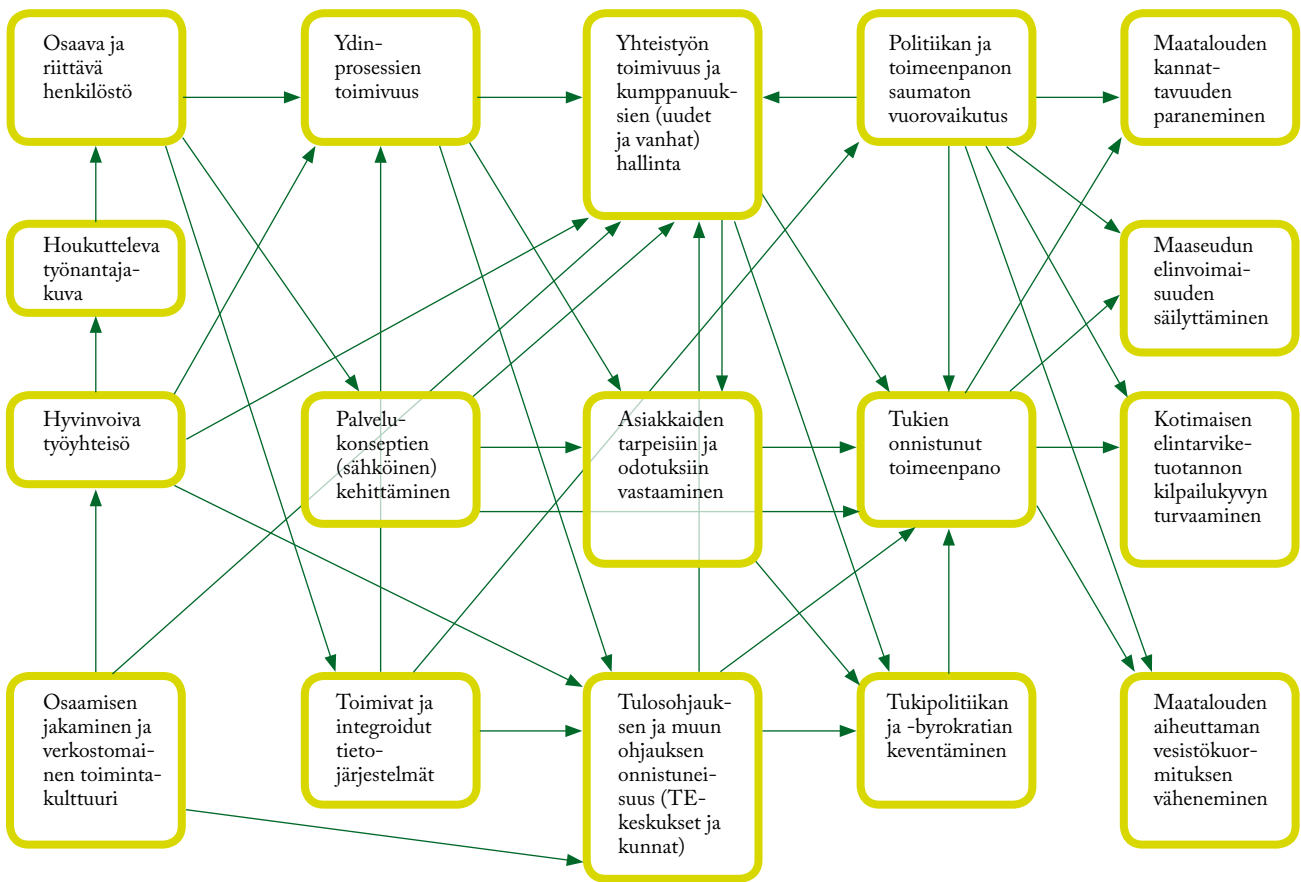 Osaava ja
riittävä
henkilöstö
Ydin-
prosessien
toimivuus
Yhteistyön
toimivuus ja
kumppanuuk-
sien (uudet
ja vanhat)
hallinta
Politiikan ja
toimeenpanon
saumaton
vuorovaikutus
Maatalouden
kannat-
tavuuden
paraneminen
Houkutteleva
työnantaja-
kuva
Maaseudun
elinvoimai-
suuden
säilyttäminen
Hyvinvoiva
työyhteisö
Palvelu-
konseptien
(sähköinen)
kehittäminen
Asiakkaiden
tarpeisiin ja
odotuksiin
vastaaminen
Tukien
onnistunut
toimeenpano
Kotimaisen
elintarvike-
tuotannon
kilpailukyvyn
turvaaminen
Osaamisen
jakaminen ja
verkostomai-
nen toiminta-
kulttuuri
Toimivat ja
integroidut
tieto-
järjestelmät
Tulosohjauk-
sen ja muun
ohjauksen
onnistunei-
suus (TE-
keskukset ja
kunnat)
Tukipolitiikan
ja -byrokratian
keventäminen
Maatalouden
aiheuttaman
vesistökuor-
mituksen
väheneminen